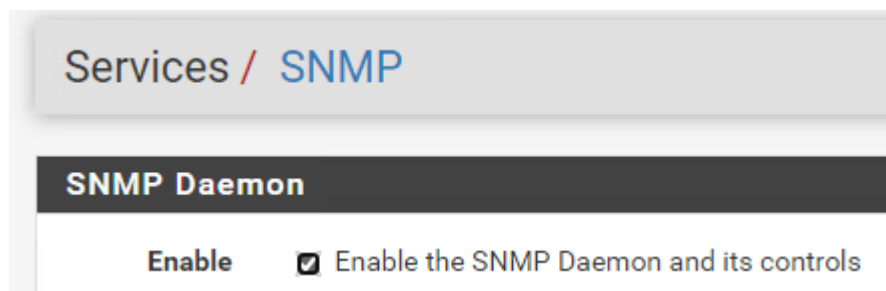 Services / SNMP
SNMP Daemon
Enable Enable the SNMP Daemon and its controls